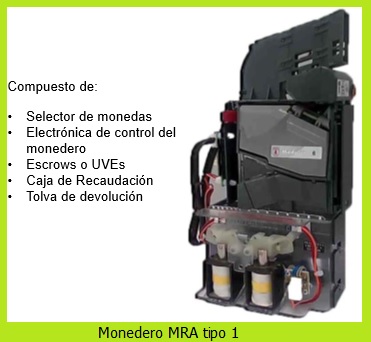 Compuesto de:
• Selector de monedas
• Electrónica de control del
monedero
• Escrows o UVEs
• Caja de Recaudación
• Tolva de devolución
Monedero MRA tipo 1